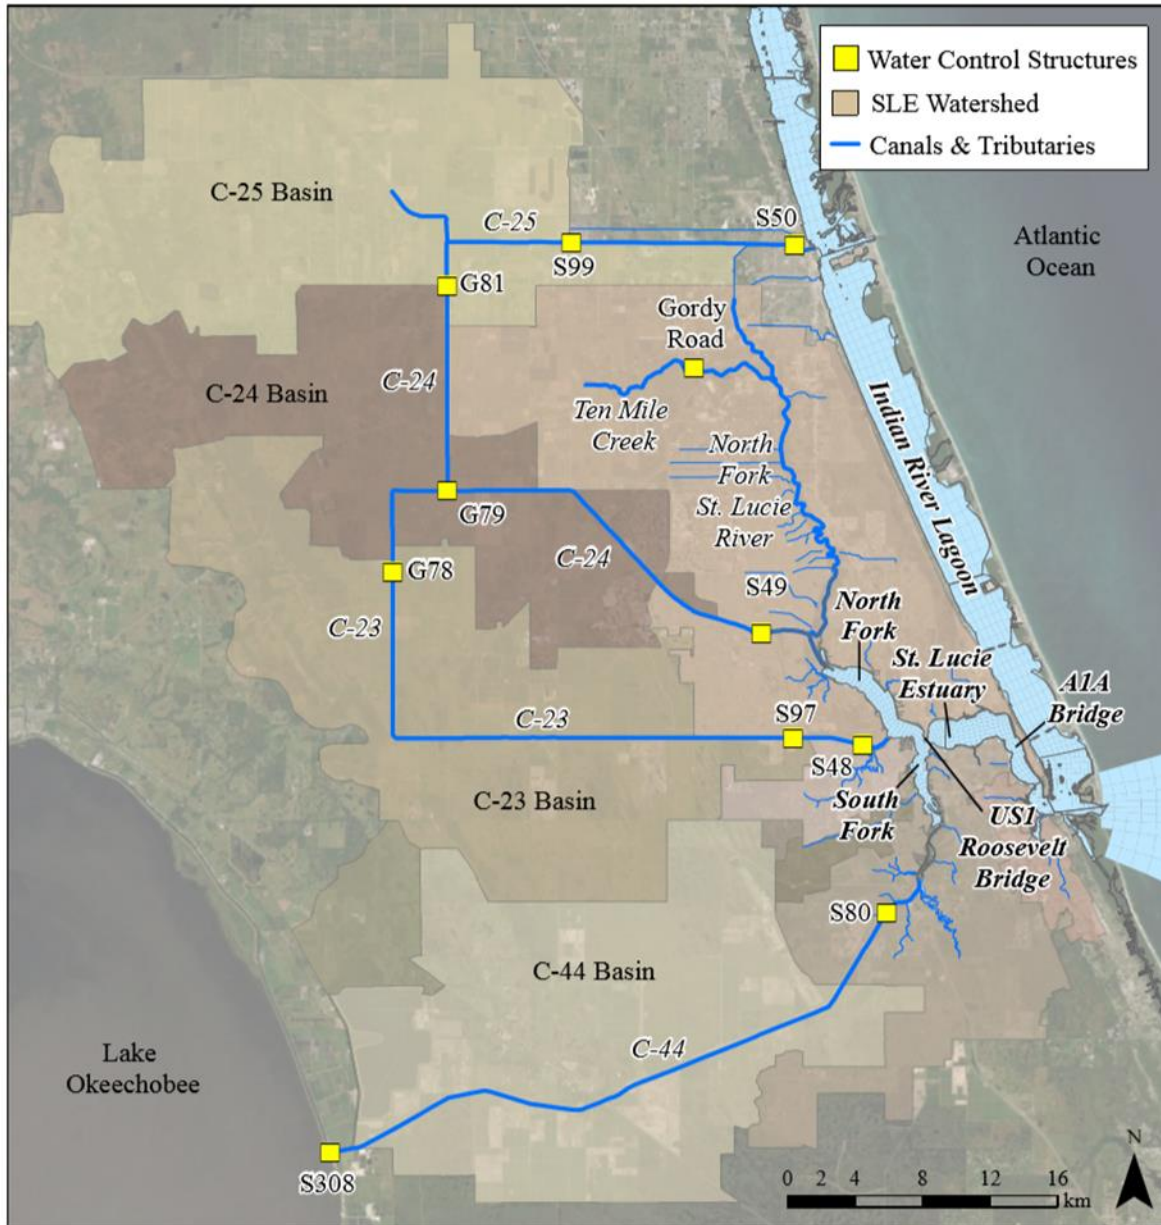 Water Control Structures
SLE Watershed
Canals & Tributaries
C-25 Basin
C-25
S50
Atlantic
Ocean
S99
G81
Gordy
Road
C-24
C-24 Basin
Ten Mile
Creek
Indian River Lagoon
North
Fork
St. Lucie
River
G79
C-24
G78
S49
C-23
North
Fork
St. Lucie
Estuary
A1A
Bridge
C-23
S97
S48
C-23 Basin
South
Fork
US1
Roosevelt
Bridge
S80
C-44 Basin
C-44
Lake
Okeechobee
S308
N
0 2 4 8 12 16
km